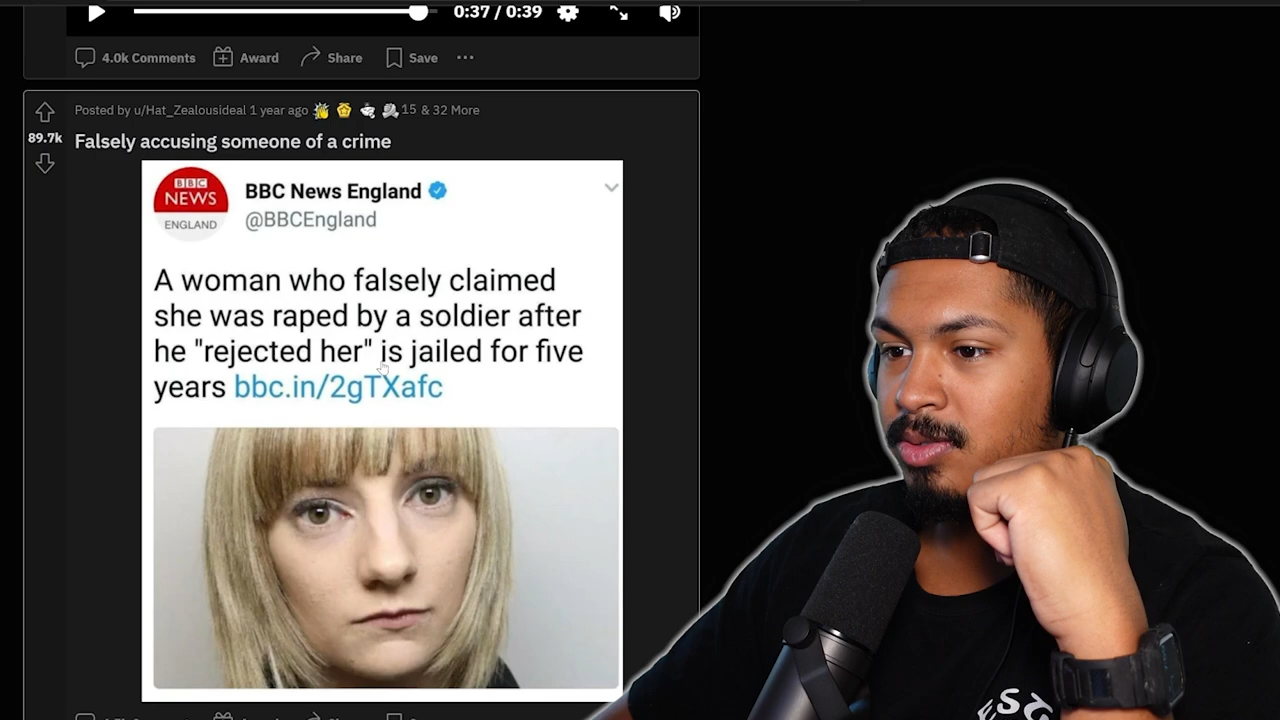 0:37 / 0:39
4.0k Comments Award Share Save
Posted by u/Hat_Zealousideal 1 year ago 15 & 32 More
89.7k
Falsely accusing someone of a crime
BBC
NEWS
ENGLAND
BBC News England
@BBCEngland
A woman who falsely claimed
she was raped by a soldier after
he "rejected her" is jailed for five
years bbc.in/2gTXafc